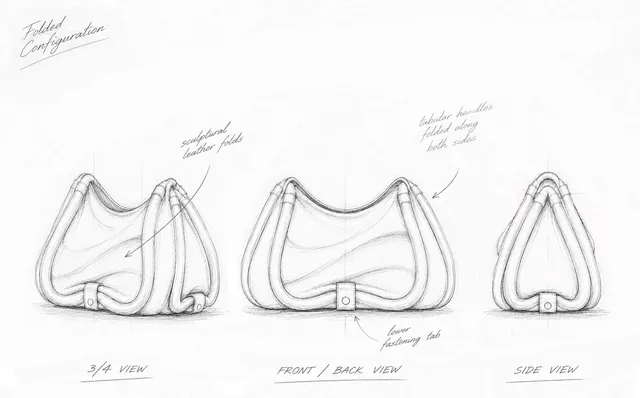 Folded
Configuration
sculptural
leather folds
tubular handles
folded along
both sides
lower
fastening tab
3/4 VIEW
FRONT / BACK VIEW
SIDE VIEW